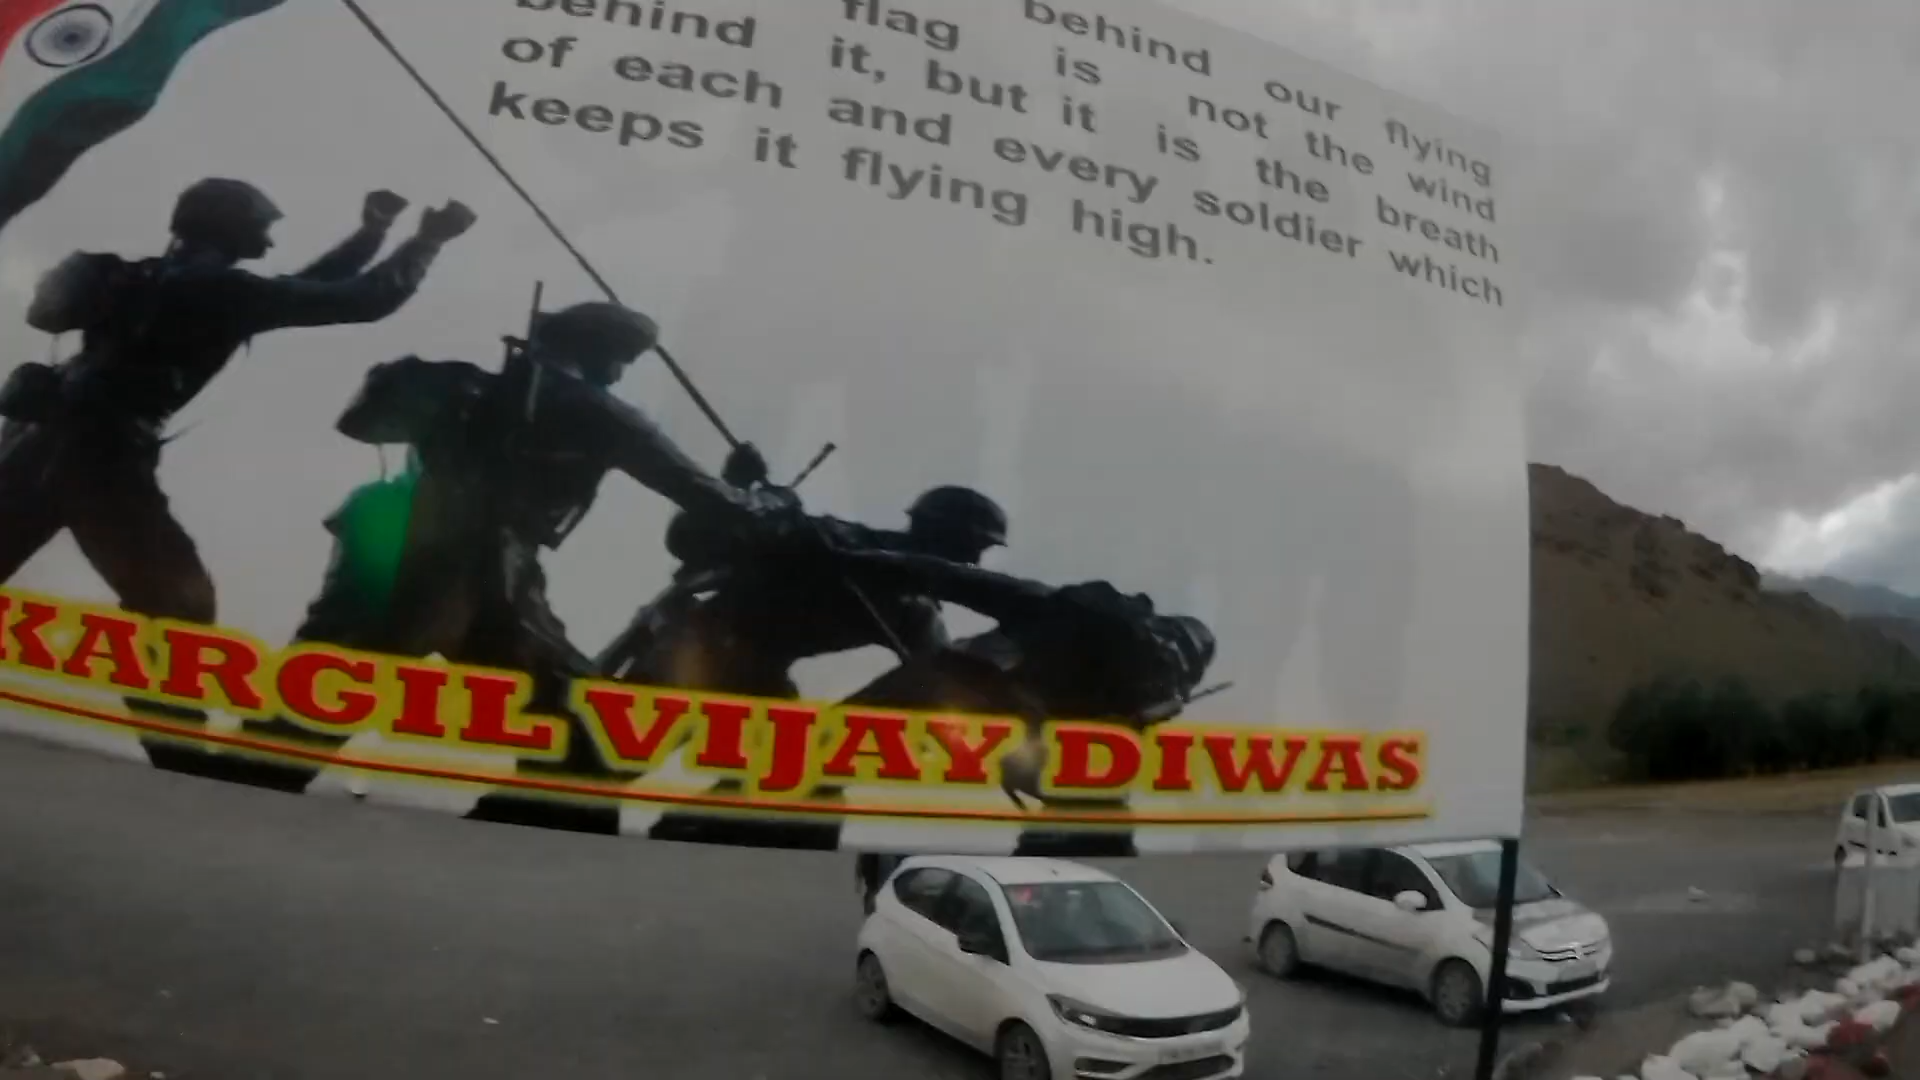 behind our flying
flag is not the wind
behind it, but it is the breath
of each and every soldier which
keeps it flying high.
KARGIL VIJAY DIWAS